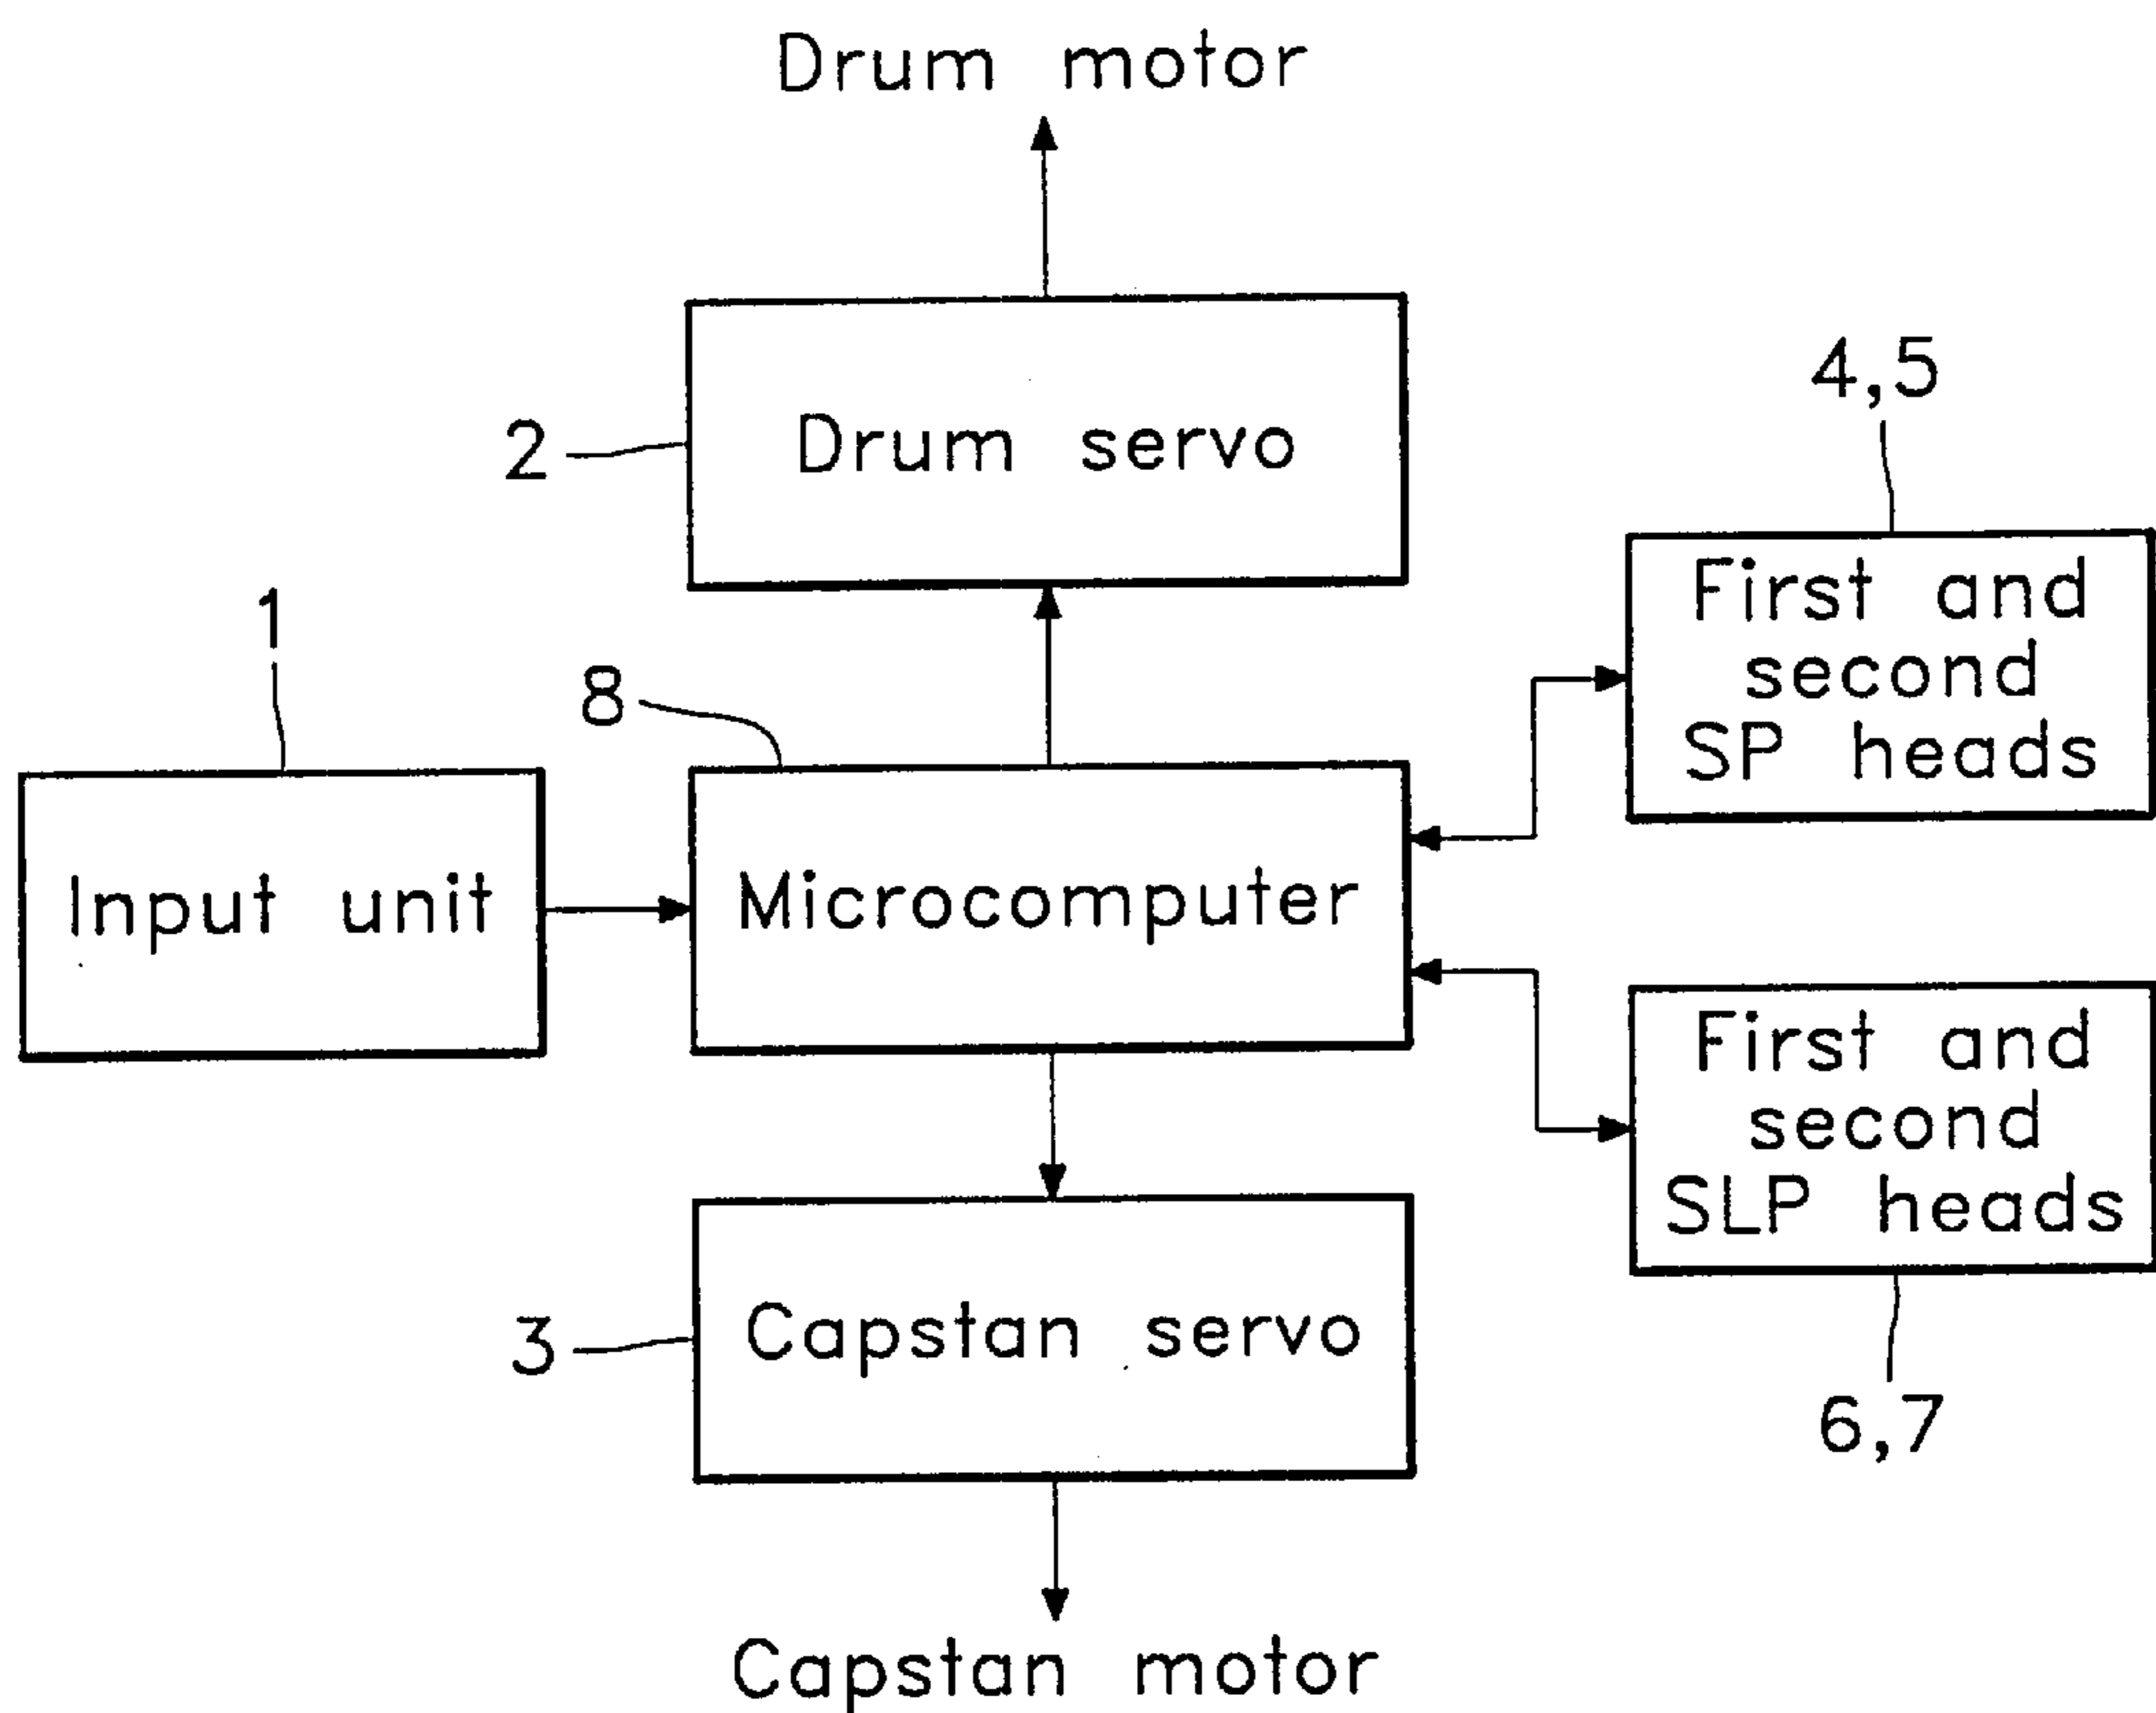 Drum motor
Drum servo
2
4,5
First and
second
SP heads
1
8
Input unit
Microcomputer
First and
second
SLP heads
6,7
Capstan servo
3
Capstan motor